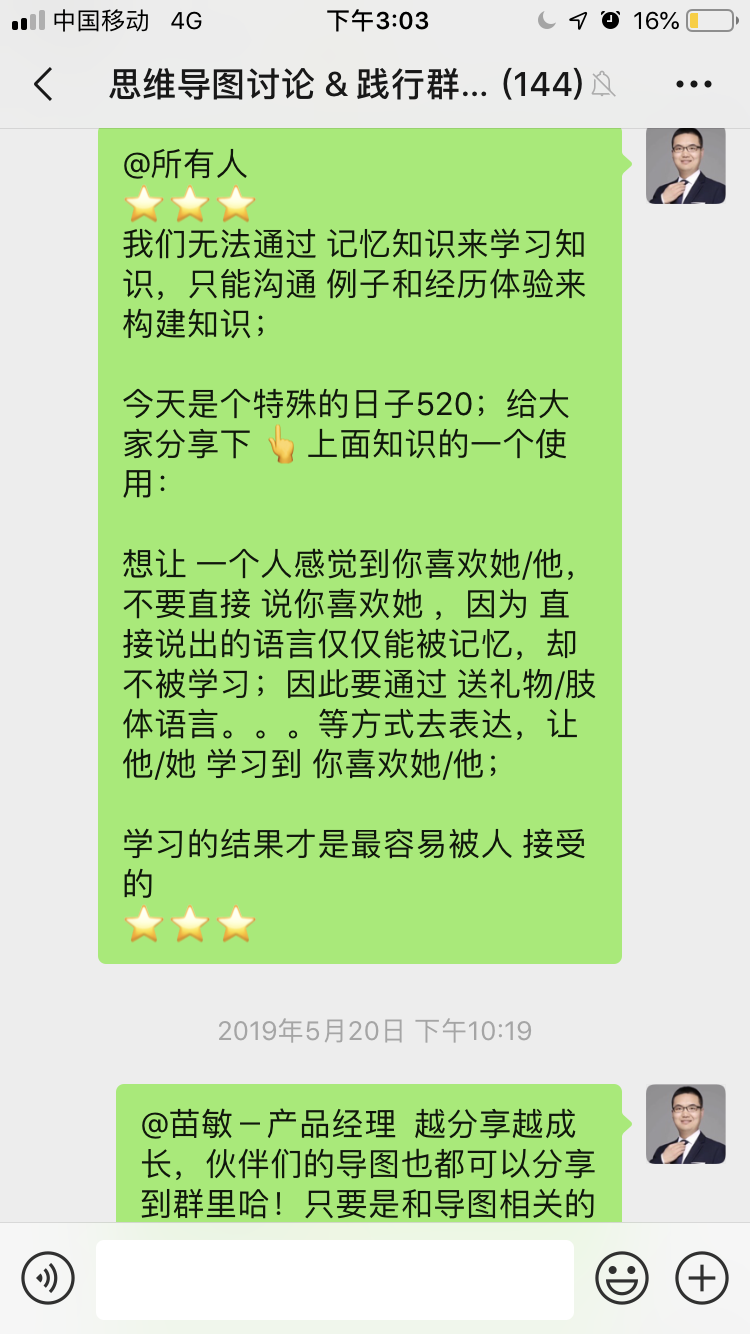 中国移动 4G 下午3:03 16%
思维导图讨论 & 践行群... (144)
@所有人
⭐⭐⭐
我们无法通过 记忆知识来学习知
识，只能沟通 例子和经历体验来
构建知识；
今天是个特殊的日子520；给大
家分享下 👆 上面知识的一个使
用：
想让 一个人感觉到你喜欢她/他，
不要直接 说你喜欢她 ，因为 直
接说出的语言仅仅能被记忆，却
不被学习；因此要通过 送礼物/肢
体语言。。。等方式去表达，让
他/她 学习到 你喜欢她/他；
学习的结果才是最容易被人 接受
的
⭐⭐⭐
2019年5月20日 下午10:19
@苗敏－产品经理 越分享越成
长，伙伴们的导图也都可以分享
到群里哈！只要是和导图相关的